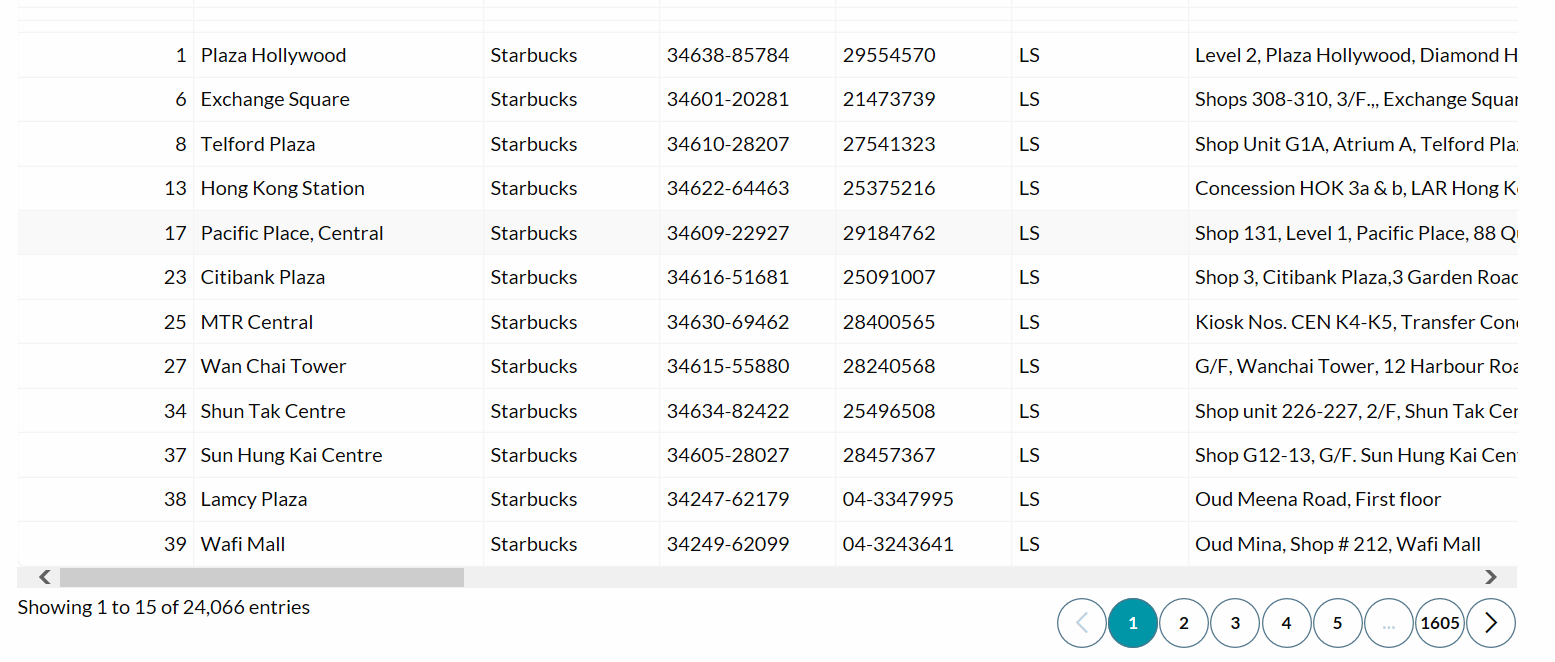 1 Plaza Hollywood Starbucks 34638-85784 29554570 LS Level 2, Plaza Hollywood, Diamond H
6 Exchange Square Starbucks 34601-20281 21473739 LS Shops 308-310, 3/F.,, Exchange Squar
8 Telford Plaza Starbucks 34610-28207 27541323 LS Shop Unit G1A, Atrium A, Telford Pla
13 Hong Kong Station Starbucks 34622-64463 25375216 LS Concession HOK 3a & b, LAR Hong K
17 Pacific Place, Central Starbucks 34609-22927 29184762 LS Shop 131, Level 1, Pacific Place, 88 Q
23 Citibank Plaza Starbucks 34616-51681 25091007 LS Shop 3, Citibank Plaza,3 Garden Road
25 MTR Central Starbucks 34630-69462 28400565 LS Kiosk Nos. CEN K4-K5, Transfer Conc
27 Wan Chai Tower Starbucks 34615-55880 28240568 LS G/F, Wanchai Tower, 12 Harbour Roa
34 Shun Tak Centre Starbucks 34634-82422 25496508 LS Shop unit 226-227, 2/F, Shun Tak Cen
37 Sun Hung Kai Centre Starbucks 34605-28027 28457367 LS Shop G12-13, G/F. Sun Hung Kai Cen
38 Lamcy Plaza Starbucks 34247-62179 04-3347995 LS Oud Meena Road, First floor
39 Wafi Mall Starbucks 34249-62099 04-3243641 LS Oud Mina, Shop # 212, Wafi Mall
Showing 1 to 15 of 24,066 entries
1 2 3 4 5 ... 1605